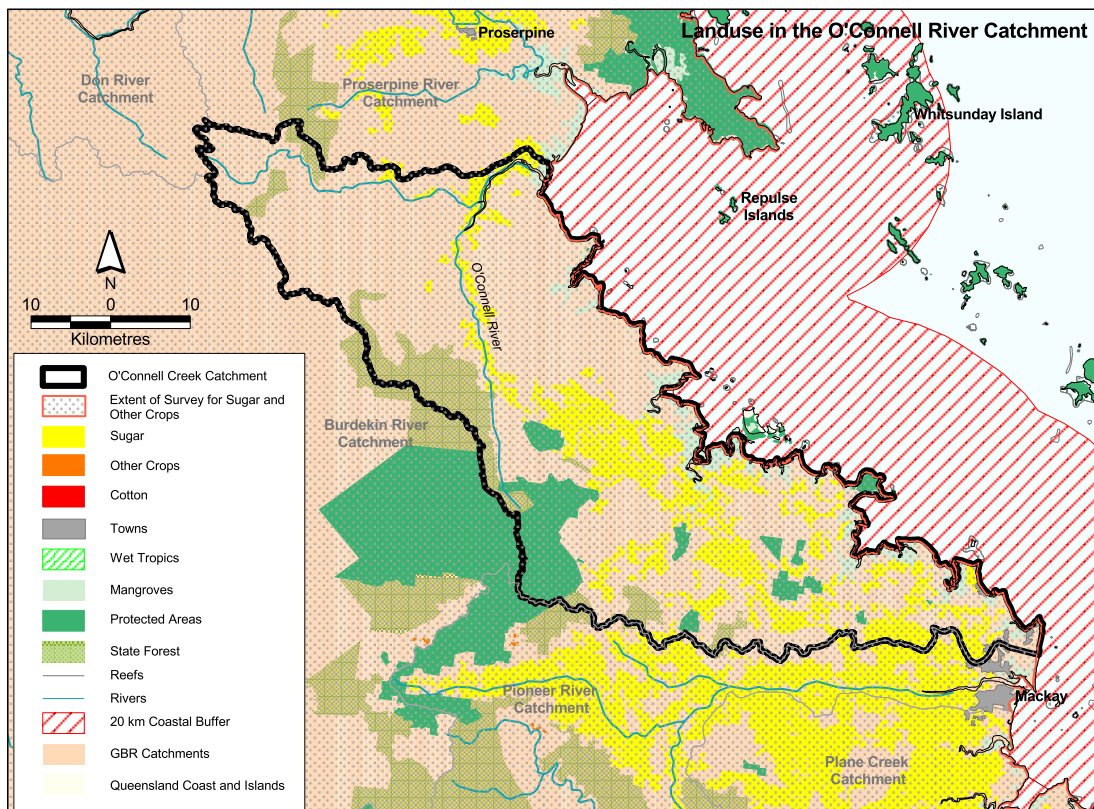 Landuse in the O'Connell River Catchment
Proserpine
Don River
Catchment
Proserpine River
Catchment
Whitsunday Island
Repulse
Islands
O'Connell River
N
10 0 10
Kilometres
Burdekin River
Catchment
O'Connell Creek Catchment
Extent of Survey for Sugar and
Other Crops
Sugar
Other Crops
Cotton
Towns
Wet Tropics
Mangroves
Protected Areas
State Forest
Reefs
Rivers
20 km Coastal Buffer
GBR Catchments
Queensland Coast and Islands
Pioneer River
Catchment
Mackay
Plane Creek
Catchment